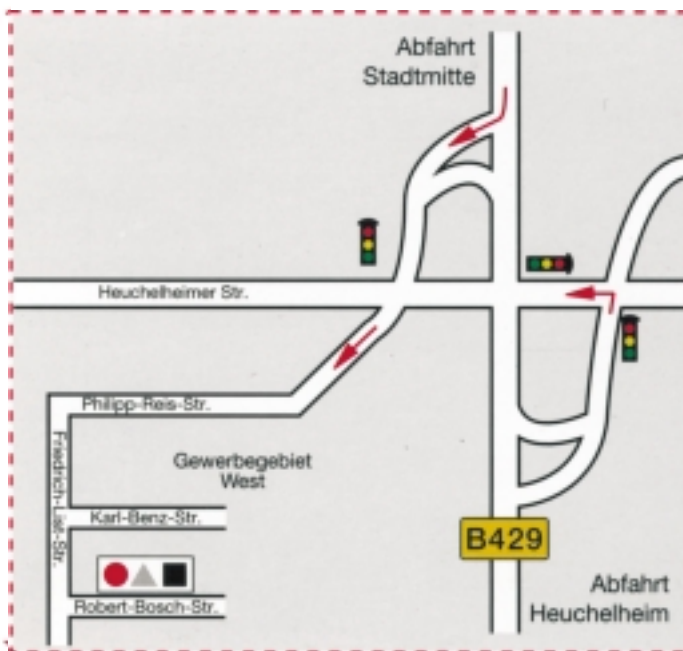 Abfahrt
Stadtmitte
Heuchelheimer Str.
Philipp-Reis-Str.
Friedrich-List-Str.
Gewerbegebiet
West
Karl-Benz-Str.
B429
Robert-Bosch-Str.
Abfahrt
Heuchelheim